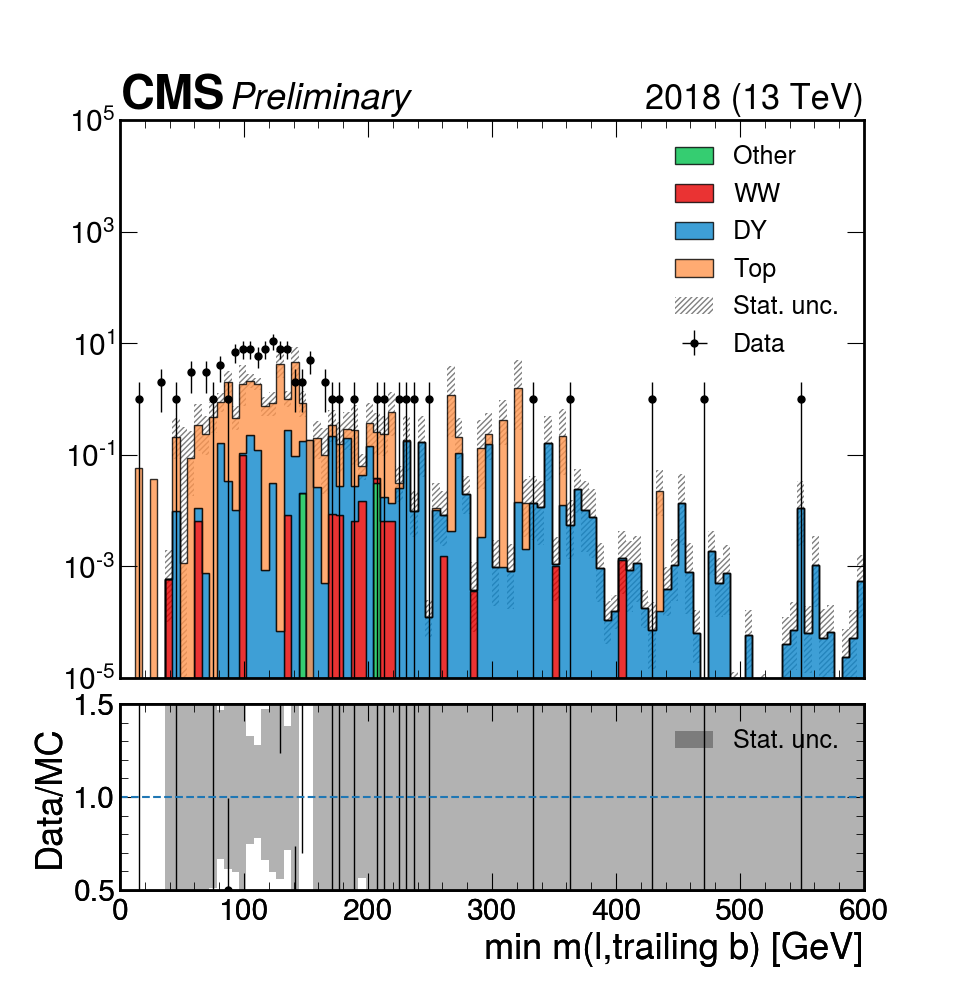 CMS Preliminary 2018 (13 TeV)
10^5
Other
WW
10^3
DY
Top
Stat. unc.
10^1
Data
10^-1
10^-3
10^-5
1.5
Stat. unc.
Data/MC
1.0
0.5
0 100 200 300 400 500 600
min m(l,trailing b) [GeV]